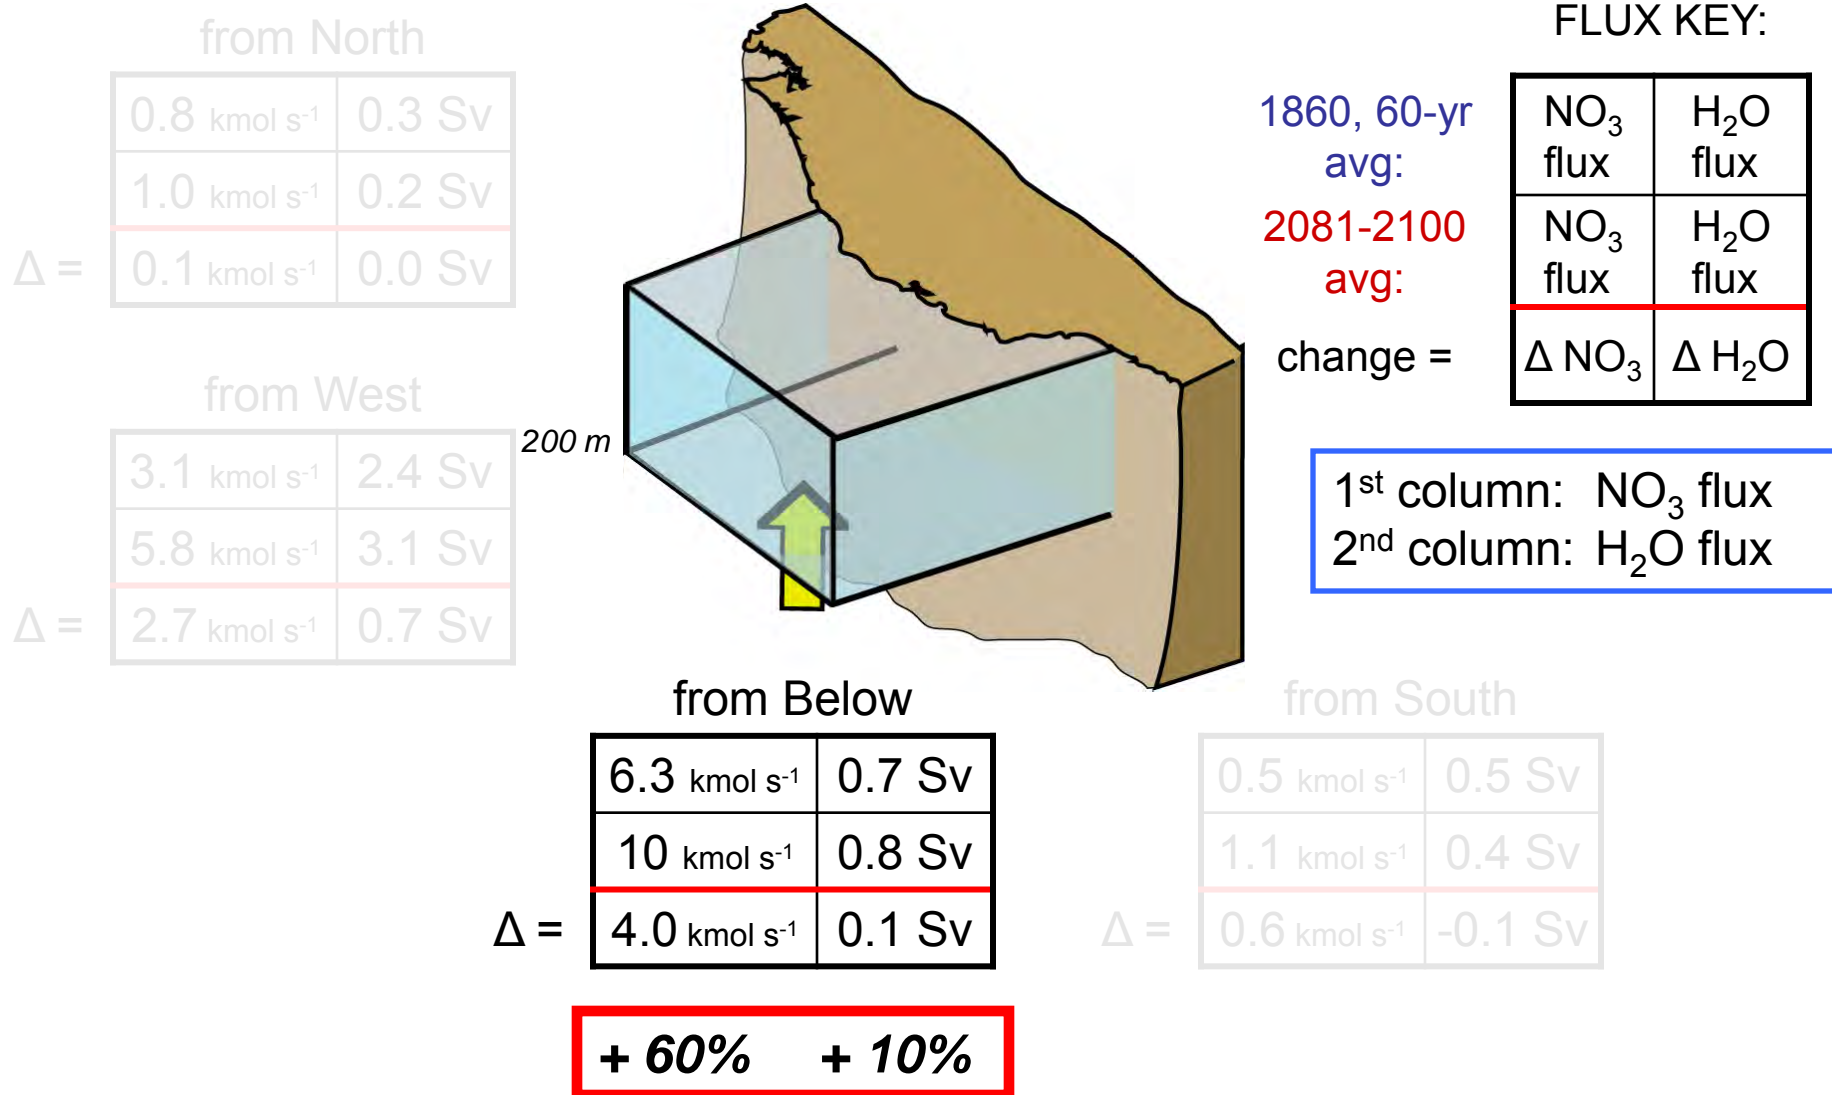 from North
0.8 kmol s⁻¹ 0.3 Sv
1.0 kmol s⁻¹ 0.2 Sv
Δ = 0.1 kmol s⁻¹ 0.0 Sv
from West
3.1 kmol s⁻¹ 2.4 Sv
5.8 kmol s⁻¹ 3.1 Sv
Δ = 2.7 kmol s⁻¹ 0.7 Sv
200 m
FLUX KEY:
1860, 60-yr
avg:
NO₃ H₂O
flux flux
2081-2100
avg:
NO₃ H₂O
flux flux
change = Δ NO₃ Δ H₂O
1st column: NO₃ flux
2nd column: H₂O flux
from Below
6.3 kmol s⁻¹ 0.7 Sv
10 kmol s⁻¹ 0.8 Sv
Δ = 4.0 kmol s⁻¹ 0.1 Sv
+ 60% + 10%
from South
0.5 kmol s⁻¹ 0.5 Sv
1.1 kmol s⁻¹ 0.4 Sv
Δ = 0.6 kmol s⁻¹ -0.1 Sv